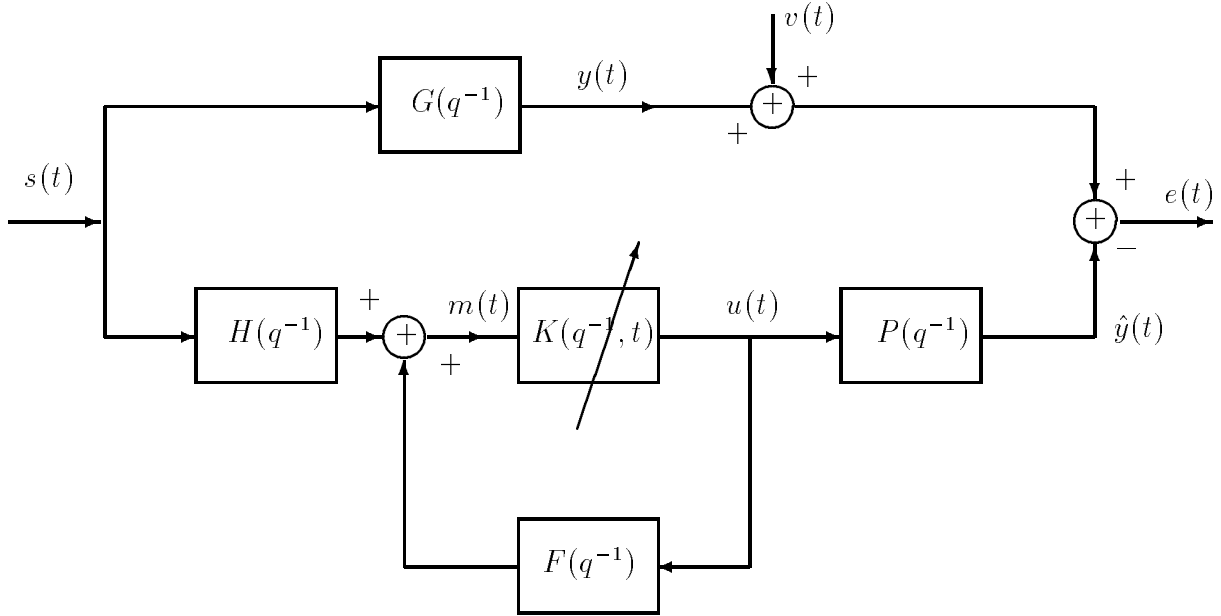 v(t)
G(q⁻¹)
y(t)
+
+
+
s(t)
+
+
e(t)
−
H(q⁻¹)
+
+
+
m(t)
K(q⁻¹, t)
u(t)
P(q⁻¹)
ŷ(t)
F(q⁻¹)